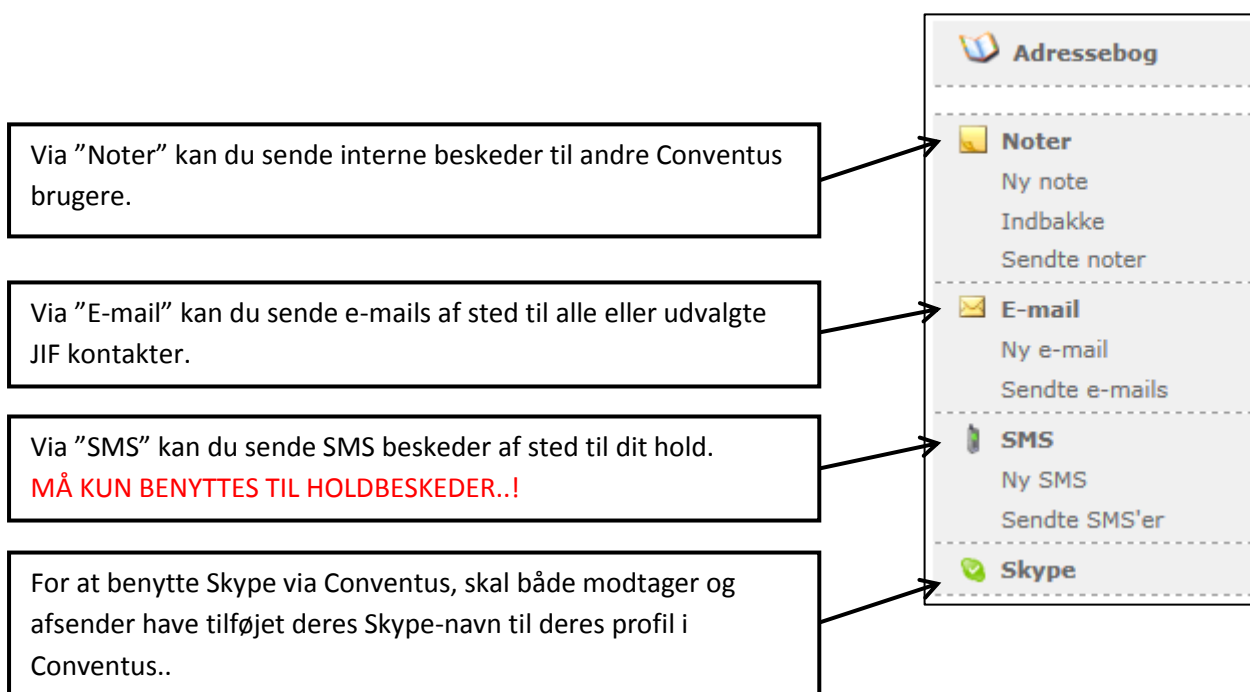 Adressebog
Via ”Noter” kan du sende interne beskeder til andre Conventus
brugere.
Noter
Ny note
Indbakke
Sendte noter
Via ”E-mail” kan du sende e-mails af sted til alle eller udvalgte
JIF kontakter.
E-mail
Ny e-mail
Sendte e-mails
Via ”SMS” kan du sende SMS beskeder af sted til dit hold.
MÅ KUN BENYTTES TIL HOLDBESKEDER..!
SMS
Ny SMS
Sendte SMS'er
For at benytte Skype via Conventus, skal både modtager og
afsender have tilføjet deres Skype-navn til deres profil i
Conventus..
Skype